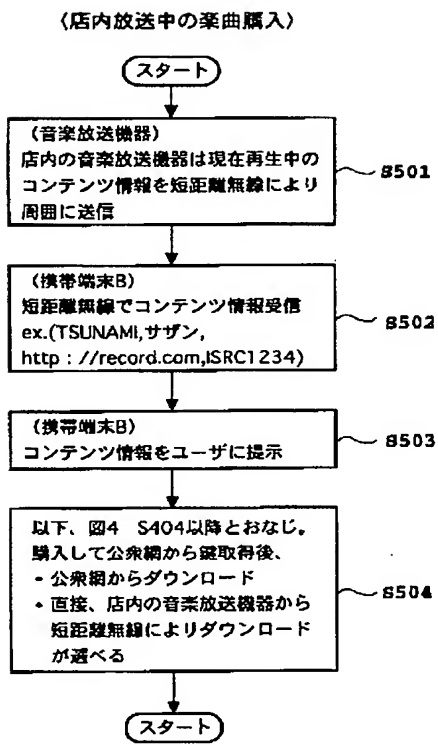 〈店内放送中の楽曲購入〉
スタート
(音楽放送機器)
店内の音楽放送機器は現在再生中の
コンテンツ情報を短距離無線により
周囲に送信
S501
(携帯端末B)
短距離無線でコンテンツ情報受信
ex.(TSUNAMI,サザン,
http : //record.com,ISRC1234)
S502
(携帯端末B)
コンテンツ情報をユーザに提示
S503
以下、図4 S404以降とおなじ。
購入して公衆網から鍵取得後、
・公衆網からダウンロード
・直接、店内の音楽放送機器から
短距離無線によりダウンロード
が選べる
S504
スタート